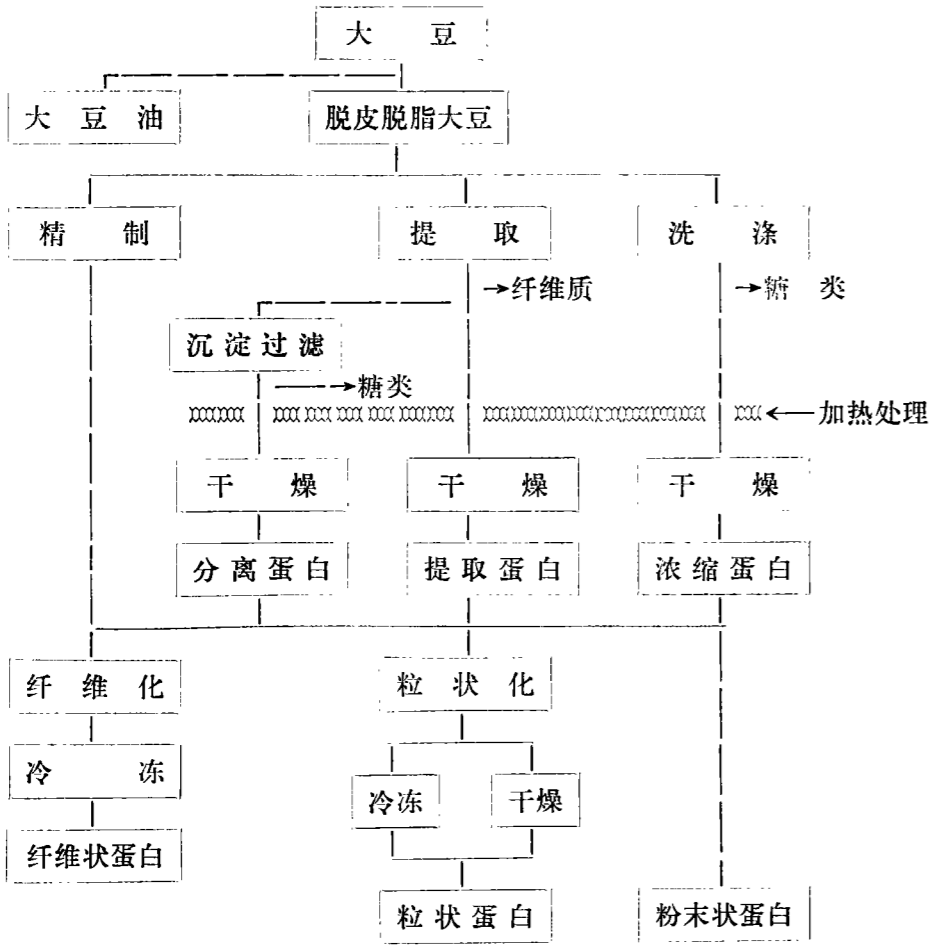 大豆
大豆油 脱皮脱脂大豆
精制 提取 洗涤
→纤维质 →糖类
沉淀过滤
→糖类
←加热处理
干燥 干燥 干燥
分离蛋白 提取蛋白 浓缩蛋白
纤维化 粒状化
冷冻 冷冻 干燥
纤维状蛋白
粒状蛋白 粉末状蛋白